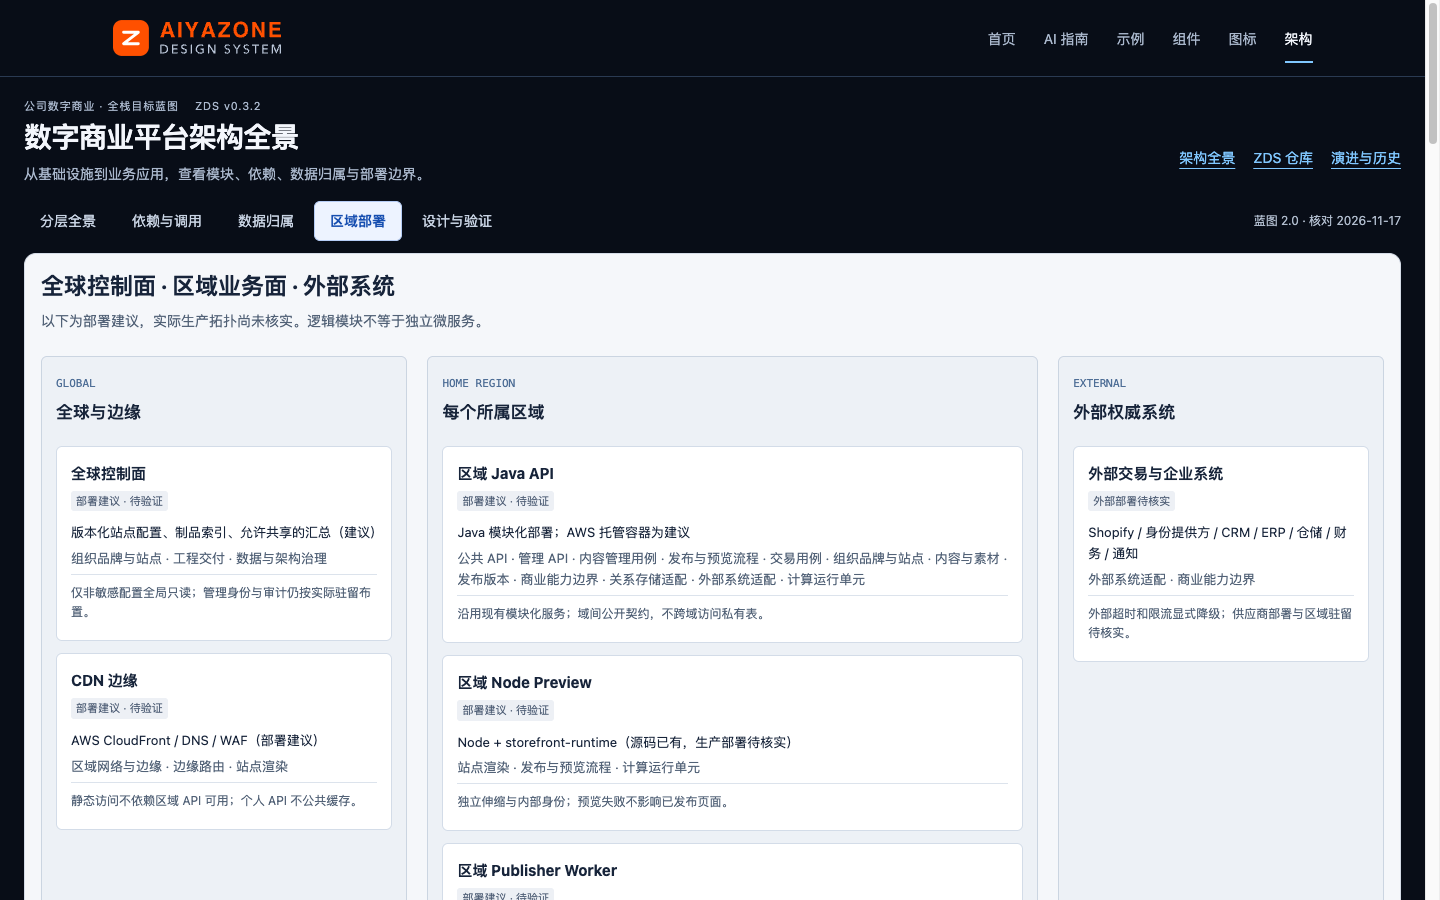 AIYAZONE
DESIGN SYSTEM
首页 AI 指南 示例 组件 图标 架构
公司数字商业 · 全栈目标蓝图 ZDS v0.3.2
数字商业平台架构全景
从基础设施到业务应用，查看模块、依赖、数据归属与部署边界。
架构全景 ZDS 仓库 演进与历史
分层全景 依赖与调用 数据归属 区域部署 设计与验证
蓝图 2.0 · 核对 2026-11-17
全球控制面 · 区域业务面 · 外部系统
以下为部署建议，实际生产拓扑尚未核实。逻辑模块不等于独立微服务。
GLOBAL
全球与边缘
全球控制面
部署建议 · 待验证
版本化站点配置、制品索引、允许共享的汇总（建议）
组织品牌与站点 · 工程交付 · 数据与架构治理
仅非敏感配置全局只读；管理身份与审计仍按实际驻留布
置。
CDN 边缘
部署建议 · 待验证
AWS CloudFront / DNS / WAF（部署建议）
区域网络与边缘 · 边缘路由 · 站点渲染
静态访问不依赖区域 API 可用；个人 API 不公共缓存。
HOME REGION
每个所属区域
区域 Java API
部署建议 · 待验证
Java 模块化部署；AWS 托管容器为建议
公共 API · 管理 API · 内容管理用例 · 发布与预览流程 · 交易用例 · 组织品牌与站点 · 内容与素材 ·
发布版本 · 商业能力边界 · 关系存储适配 · 外部系统适配 · 计算运行单元
沿用现有模块化服务；域间公开契约，不跨域访问私有表。
区域 Node Preview
部署建议 · 待验证
Node + storefront-runtime（源码已有，生产部署待核实）
站点渲染 · 发布与预览流程 · 计算运行单元
独立伸缩与内部身份；预览失败不影响已发布页面。
区域 Publisher Worker
部署建议 · 待验证
EXTERNAL
外部权威系统
外部交易与企业系统
外部部署待核实
Shopify / 身份提供方 / CRM / ERP / 仓储 / 财
务 / 通知
外部系统适配 · 商业能力边界
外部超时和限流显式降级；供应商部署与区域驻留
待核实。